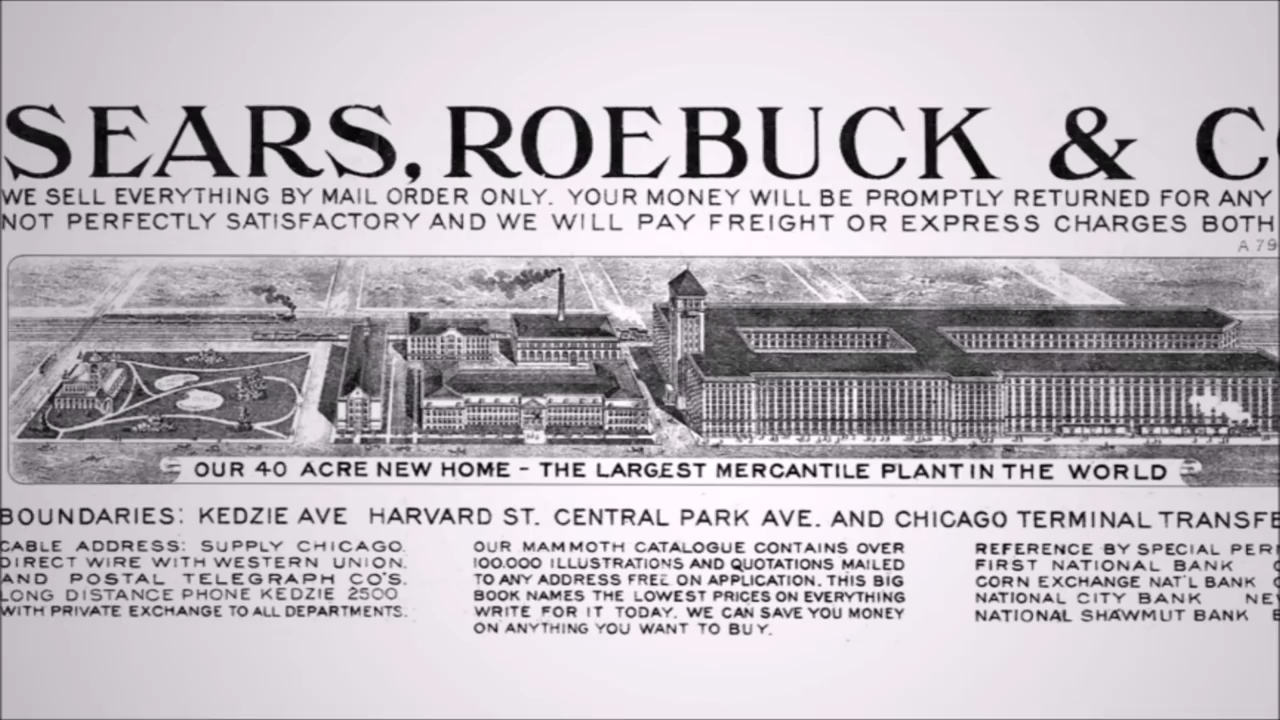 SEARS, ROEBUCK & C
WE SELL EVERYTHING BY MAIL ORDER ONLY. YOUR MONEY WILL BE PROMPTLY RETURNED FOR ANY
NOT PERFECTLY SATISFACTORY AND WE WILL PAY FREIGHT OR EXPRESS CHARGES BOTH
A 79
OUR 40 ACRE NEW HOME - THE LARGEST MERCANTILE PLANT IN THE WORLD
BOUNDARIES: KEDZIE AVE HARVARD ST. CENTRAL PARK AVE. AND CHICAGO TERMINAL TRANSFE
CABLE ADDRESS: SUPPLY CHICAGO.
DIRECT WIRE WITH WESTERN UNION.
AND POSTAL TELEGRAPH CO'S.
LONG DISTANCE PHONE KEDZIE 2500
WITH PRIVATE EXCHANGE TO ALL DEPARTMENTS.
OUR MAMMOTH CATALOGUE CONTAINS OVER
100.000 ILLUSTRATIONS AND QUOTATIONS MAILED
TO ANY ADDRESS FREE ON APPLICATION. THIS BIG
BOOK NAMES THE LOWEST PRICES ON EVERYTHING
WRITE FOR IT TODAY. WE CAN SAVE YOU MONEY
ON ANYTHING YOU WANT TO BUY.
REFERENCE BY SPECIAL PER
FIRST NATIONAL BANK
CORN EXCHANGE NAT'L BANK
NATIONAL CITY BANK NE
NATIONAL SHAWMUT BANK